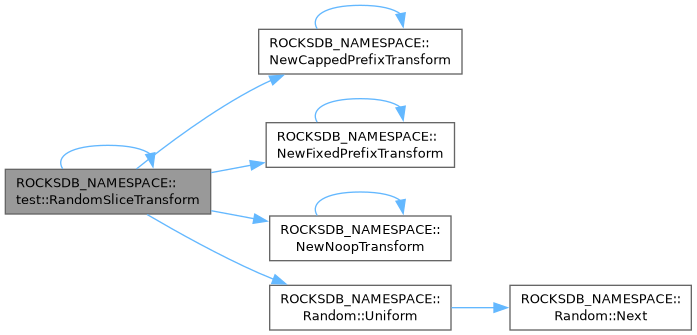 ROCKSDB_NAMESPACE::
NewCappedPrefixTransform
ROCKSDB_NAMESPACE::
NewFixedPrefixTransform
ROCKSDB_NAMESPACE::
test::RandomSliceTransform
ROCKSDB_NAMESPACE::
NewNoopTransform
ROCKSDB_NAMESPACE::
Random::Uniform
ROCKSDB_NAMESPACE::
Random::Next